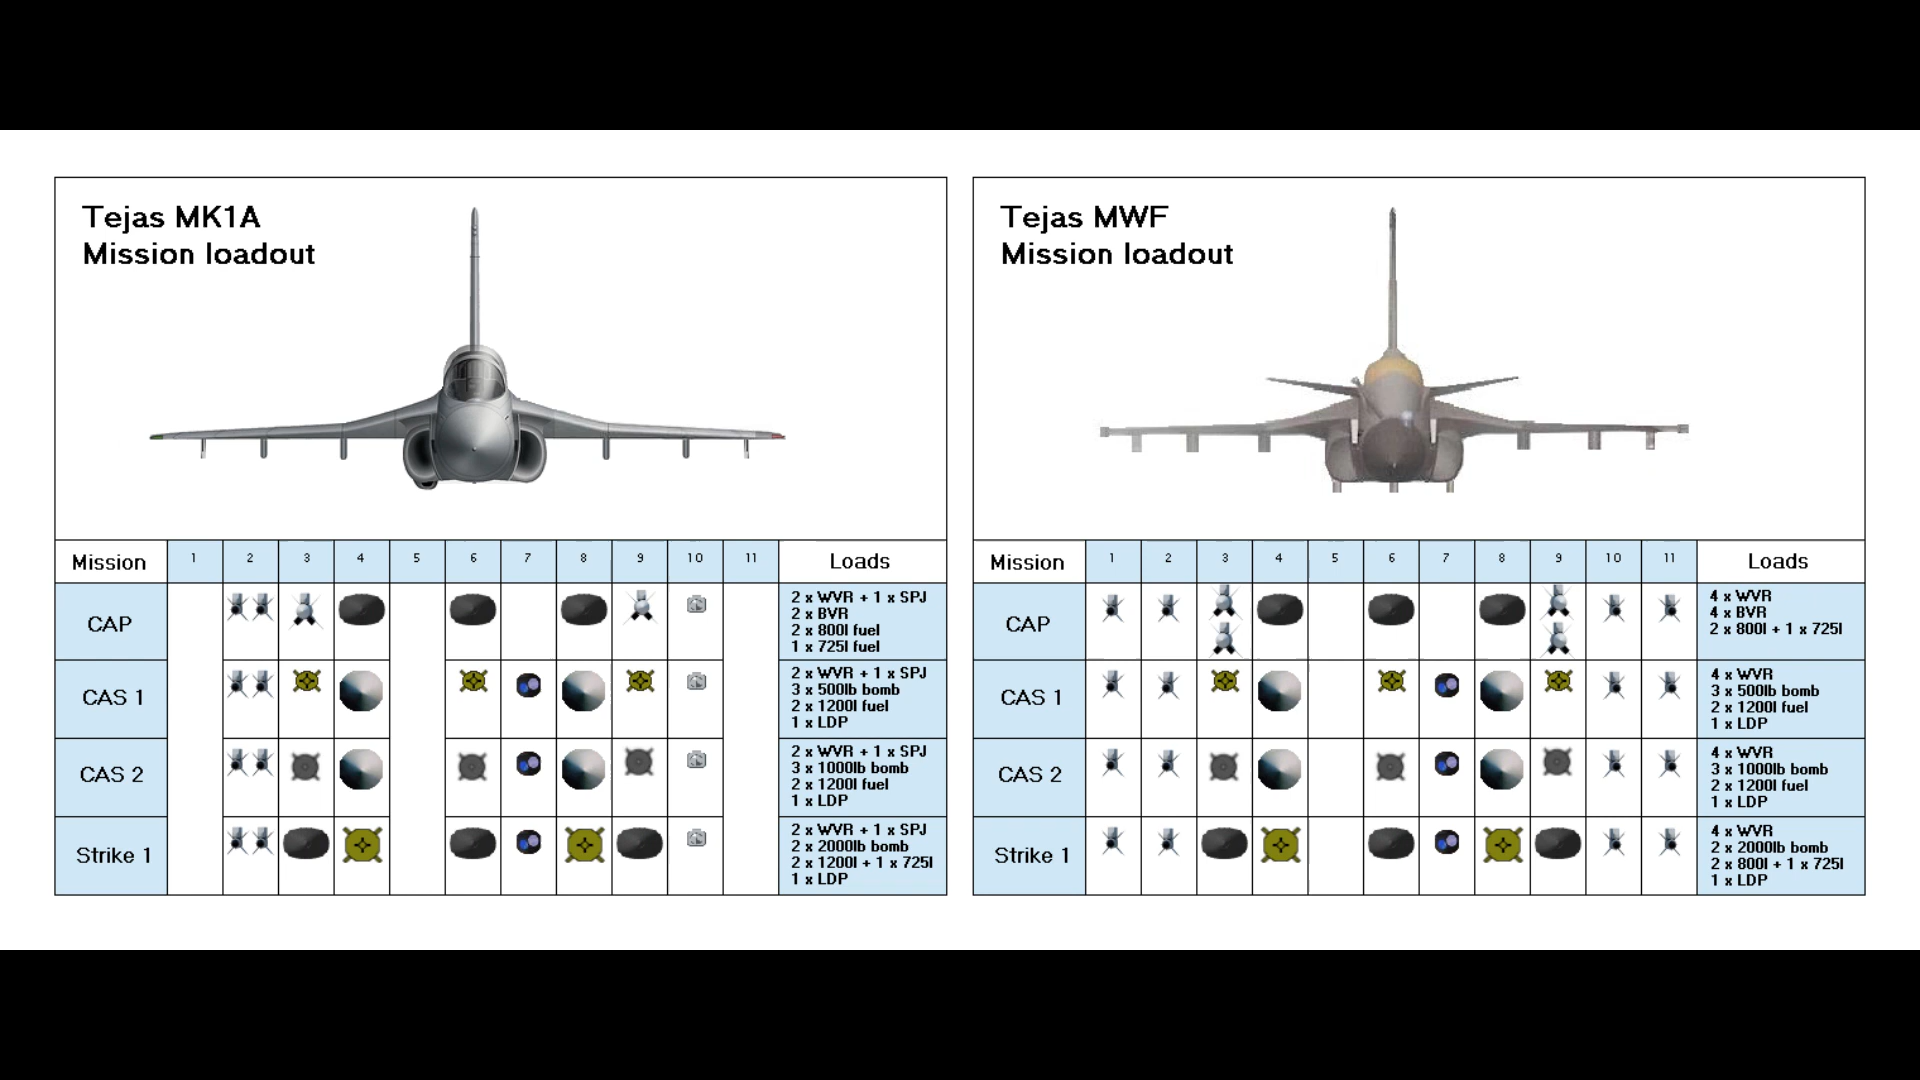 Tejas MK1A
Mission loadout
Mission 1 2 3 4 5 6 7 8 9 10 11 Loads
CAP
2 x WVR + 1 x SPJ
2 x BVR
2 x 800l fuel
1 x 725l fuel
CAS 1
2 x WVR + 1 x SPJ
3 x 500lb bomb
2 x 1200l fuel
1 x LDP
CAS 2
2 x WVR + 1 x SPJ
3 x 1000lb bomb
2 x 1200l fuel
1 x LDP
Strike 1
2 x WVR + 1 x SPJ
2 x 2000lb bomb
2 x 1200l + 1 x 725l
1 x LDP
Tejas MWF
Mission loadout
Mission 1 2 3 4 5 6 7 8 9 10 11 Loads
CAP
4 x WVR
4 x BVR
2 x 800l + 1 x 725l
CAS 1
4 x WVR
3 x 500lb bomb
2 x 1200l fuel
1 x LDP
CAS 2
4 x WVR
3 x 1000lb bomb
2 x 1200l fuel
1 x LDP
Strike 1
4 x WVR
2 x 2000lb bomb
2 x 800l + 1 x 725l
1 x LDP